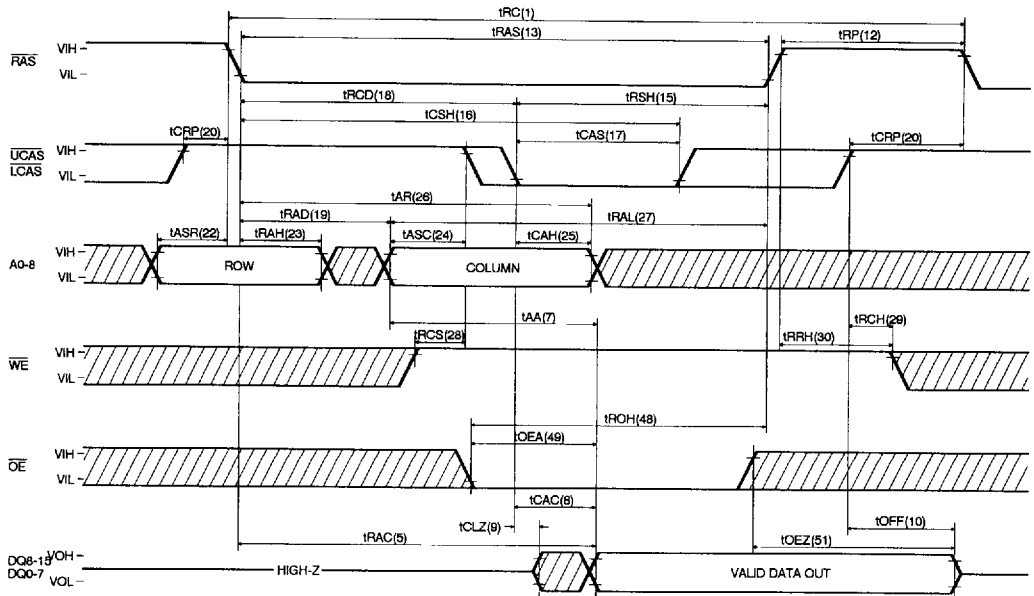 tRC(1)
tRAS(13)
tRP(12)
VIH
RAS
VIL
tRCD(18)
tRSH(15)
tCSH(16)
tCRP(20)
tCAS(17)
tCRP(20)
UCAS
VIH
LCAS
VIL
tAR(26)
tRAD(19)
tRAL(27)
tASR(22)
tRAH(23)
tASC(24)
tCAH(25)
VIH
A0-8
VIL
ROW
COLUMN
tAA(7)
tRCS(28)
tRCH(29)
tRRH(30)
VIH
WE
VIL
tROH(48)
tOEA(49)
VIH
OE
VIL
tCAC(6)
tCLZ(9)
tOFF(10)
tRAC(5)
tOEZ(51)
VOH
DQ8-15
DQ0-7
VOL
HIGH-Z
VALID DATA OUT